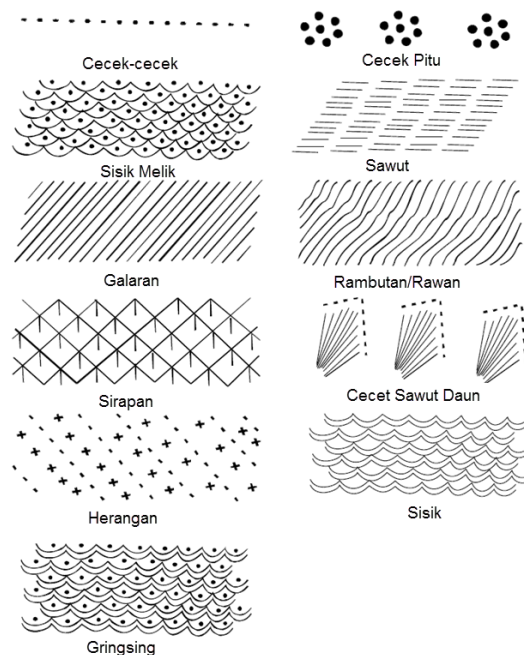 Cecek-cecek
Cecek Pitu
Sisik Melik
Sawut
Galaran
Rambutan/Rawan
Sirapan
Cecet Sawut Daun
Herangan
Sisik
Gringsing